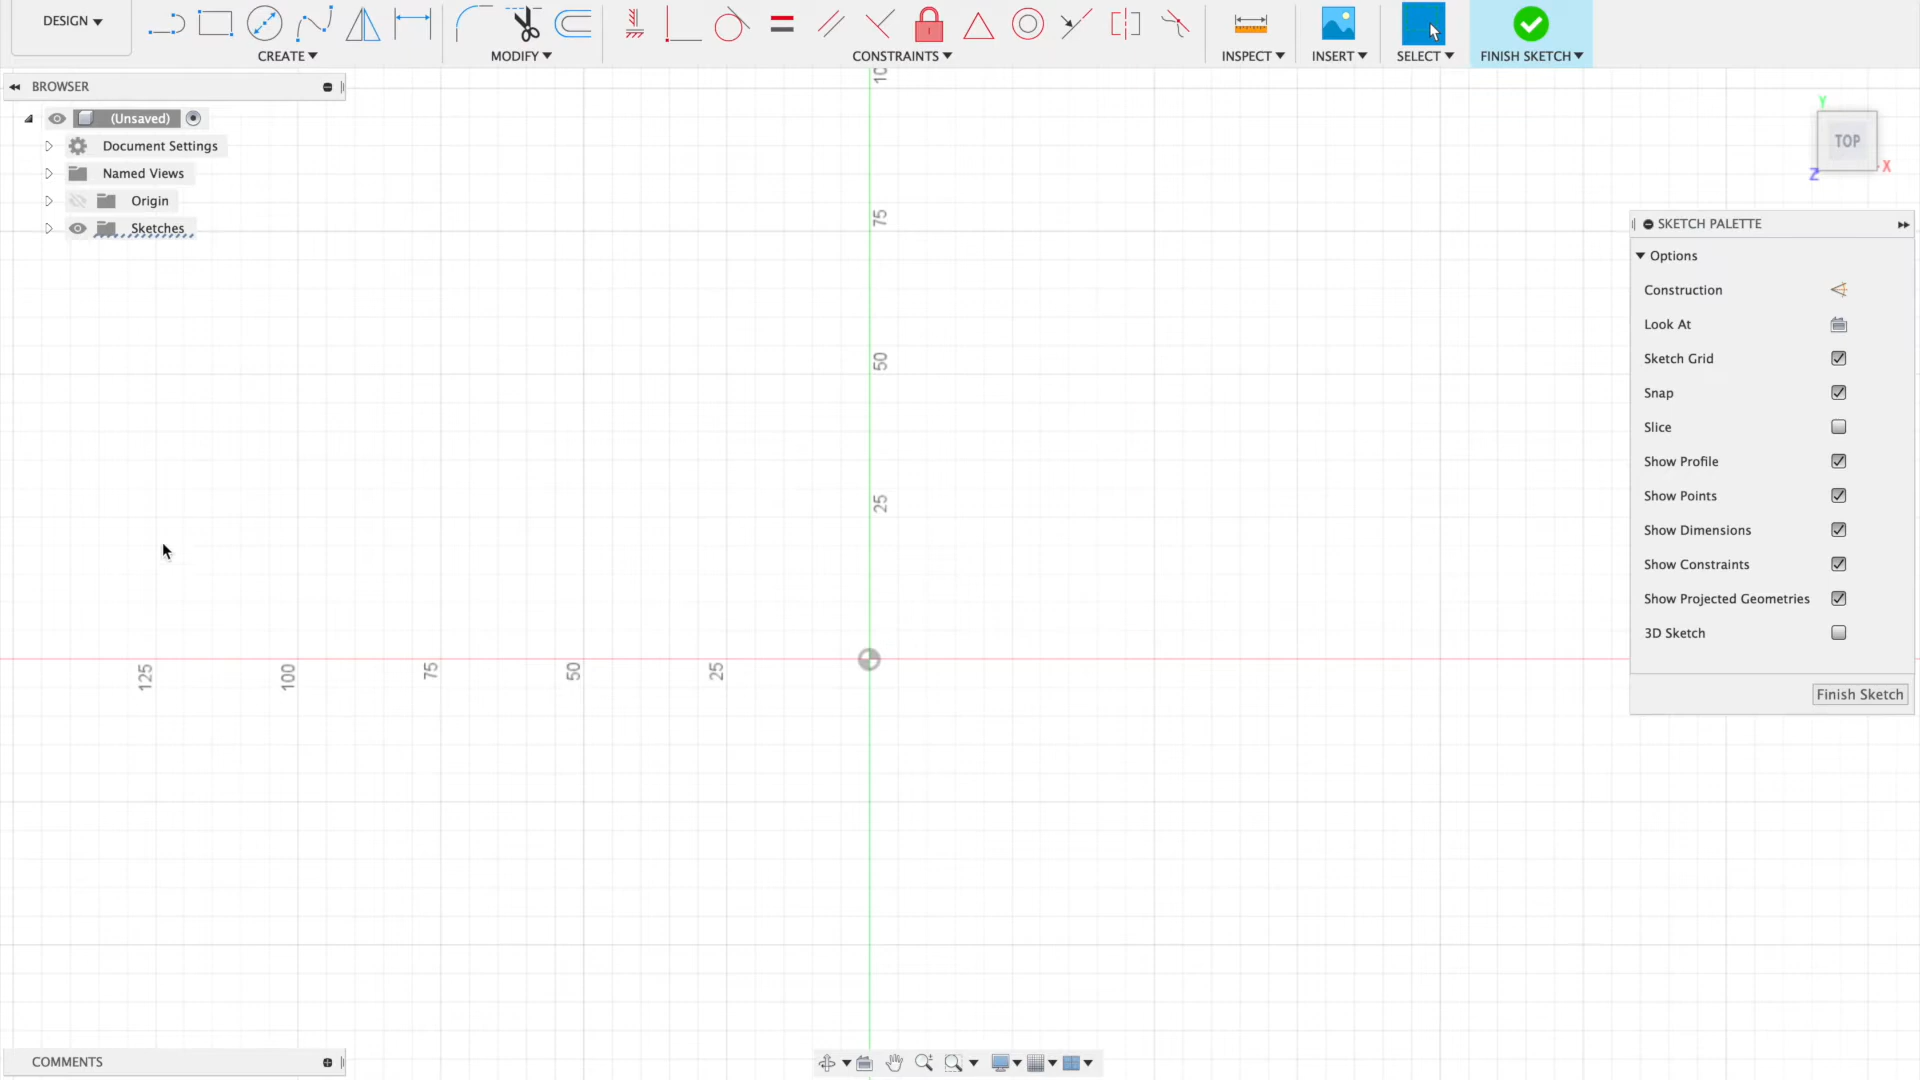 DESIGN
CREATE
MODIFY
CONSTRAINTS
INSPECT
INSERT
SELECT
FINISH SKETCH
BROWSER
(Unsaved)
Document Settings
Named Views
Origin
Sketches
TOP
Y
X
Z
SKETCH PALETTE
Options
Construction
Look At
Sketch Grid
Snap
Slice
Show Profile
Show Points
Show Dimensions
Show Constraints
Show Projected Geometries
3D Sketch
Finish Sketch
75
50
25
125
100
75
50
25
COMMENTS